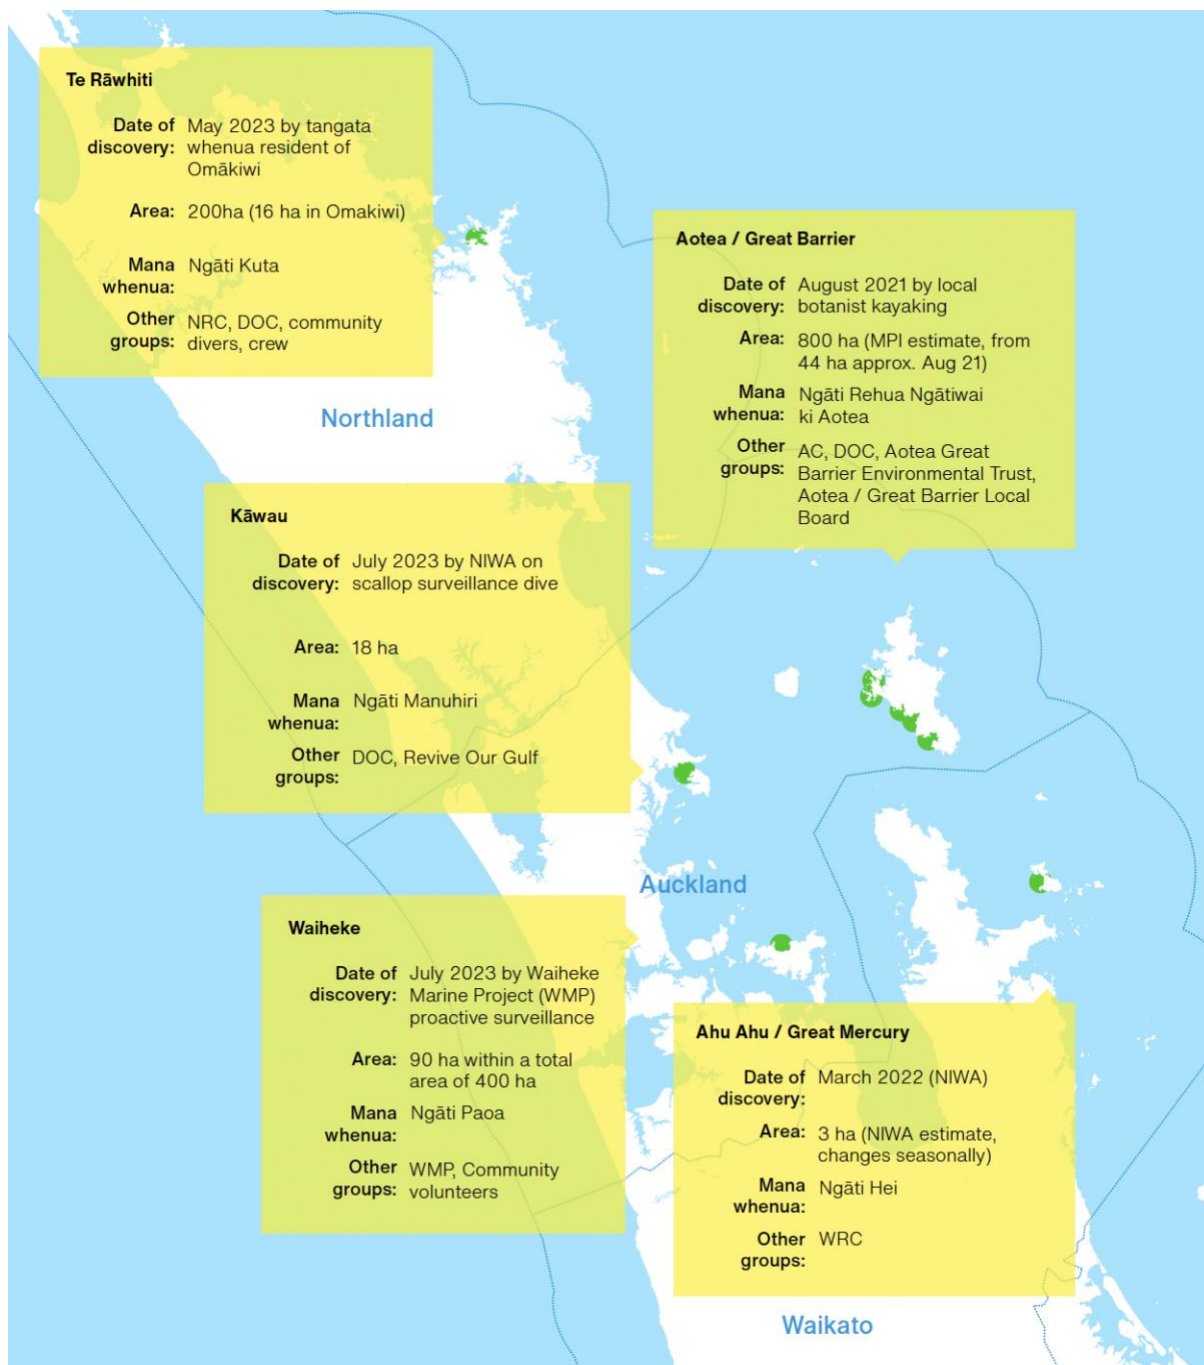 Te Rāwhiti
Date of discovery: May 2023 by tangata
whenua resident of
Omākiwi
Area: 200ha (16 ha in Omakiwi)
Mana whenua: Ngāti Kuta
Other groups: NRC, DOC, community
divers, crew
Northland
Aotea / Great Barrier
Date of discovery: August 2021 by local
botanist kayaking
Area: 800 ha (MPI estimate, from
44 ha approx. Aug 21)
Mana whenua: Ngāti Rehua Ngātiwai
ki Aotea
Other groups: AC, DOC, Aotea Great
Barrier Environmental Trust,
Aotea / Great Barrier Local
Board
Kāwau
Date of discovery: July 2023 by NIWA on
scallop surveillance dive
Area: 18 ha
Mana whenua: Ngāti Manuhiri
Other groups: DOC, Revive Our Gulf
Auckland
Waiheke
Date of discovery: July 2023 by Waiheke
Marine Project (WMP)
proactive surveillance
Area: 90 ha within a total
area of 400 ha
Mana whenua: Ngāti Paoa
Other groups: WMP, Community
volunteers
Ahu Ahu / Great Mercury
Date of discovery: March 2022 (NIWA)
Area: 3 ha (NIWA estimate,
changes seasonally)
Mana whenua: Ngāti Hei
Other groups: WRC
Waikato